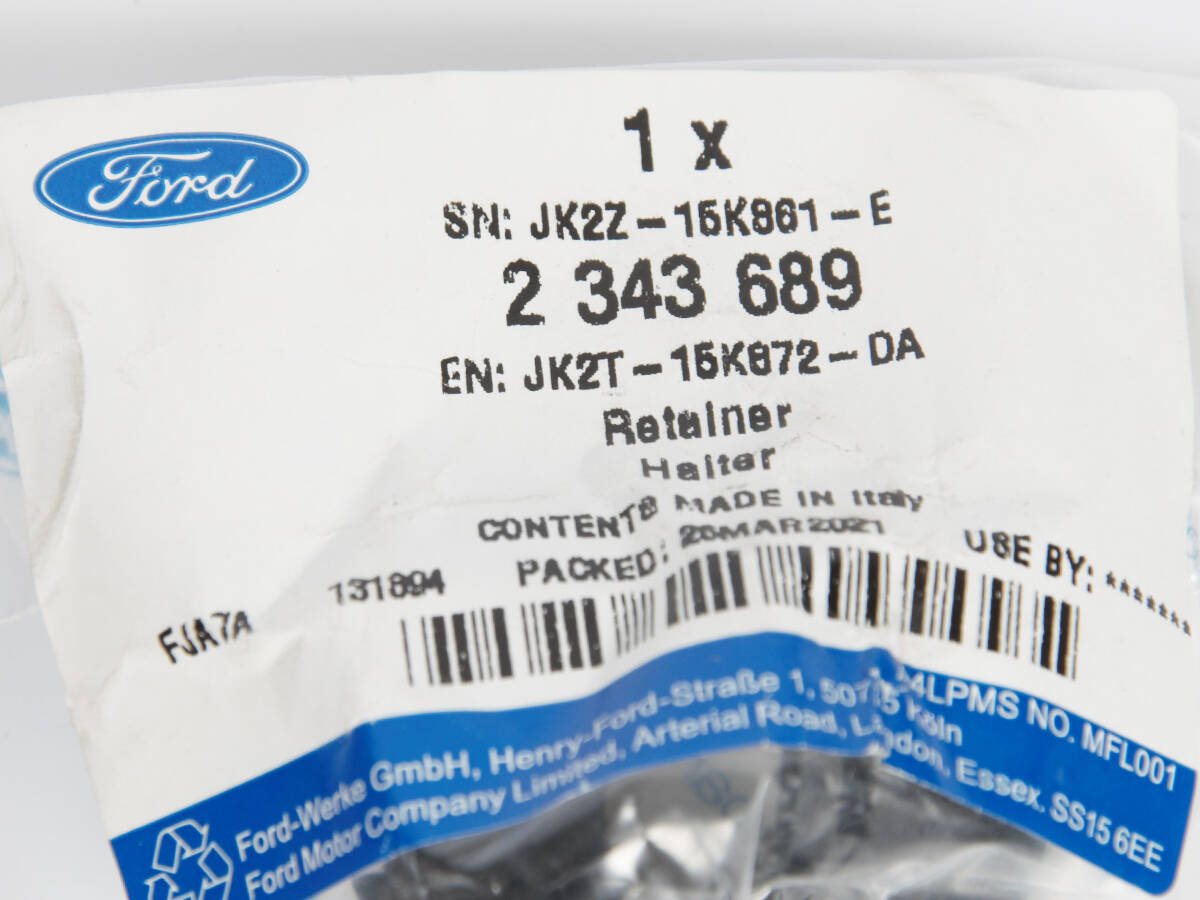 Ford
1 x
SN: JK2Z-15K861-E
2 343 689
EN: JK2T-15K872-DA
Retainer
Halter
CONTENTS MADE IN Italy
PACKED: 26MAR2021
USE BY: *******
131894
FJA7A
LPMS NO. MFL001
Ford-Werke GmbH, Henry-Ford-Straße 1, 50735 Köln
Ford Motor Company Limited, Arterial Road, Laindon, Essex. SS15 6EE